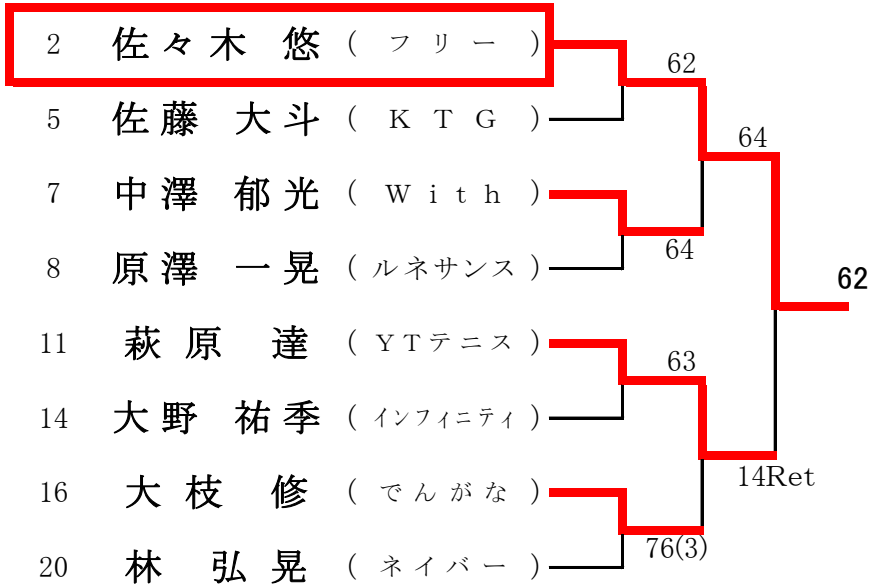 2 佐々木 悠 ( フリー )
62
5 佐藤 大斗 ( KTG )
64
7 中澤 郁光 ( With )
64
8 原澤 一晃 ( ルネサンス )
62
11 萩原 達 ( YTテニス )
63
14 大野 祐季 ( インフィニティ )
14Ret
16 大枝 修 ( でんがな )
76(3)
20 林 弘晃 ( ネイバー )